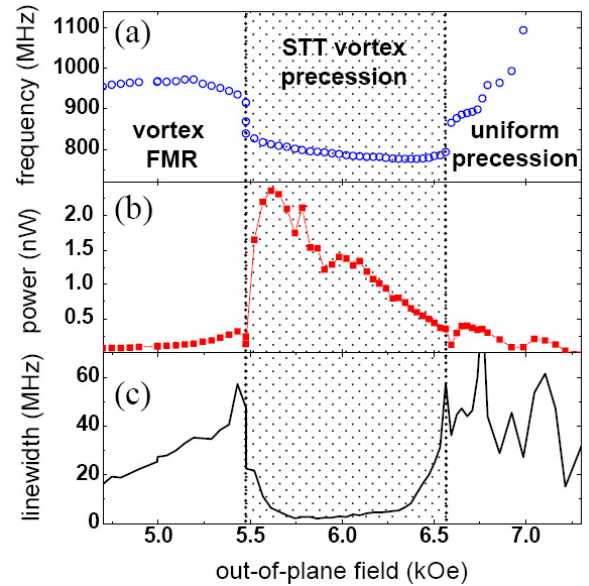 (a)
STT vortex
precession
vortex
FMR
uniform
precession
frequency (MHz)
1100
1000
900
800
(b)
power (nW)
2.0
1.5
1.0
0.5
(c)
linewidth (MHz)
60
40
20
0
5.0 5.5 6.0 6.5 7.0
out-of-plane field (kOe)